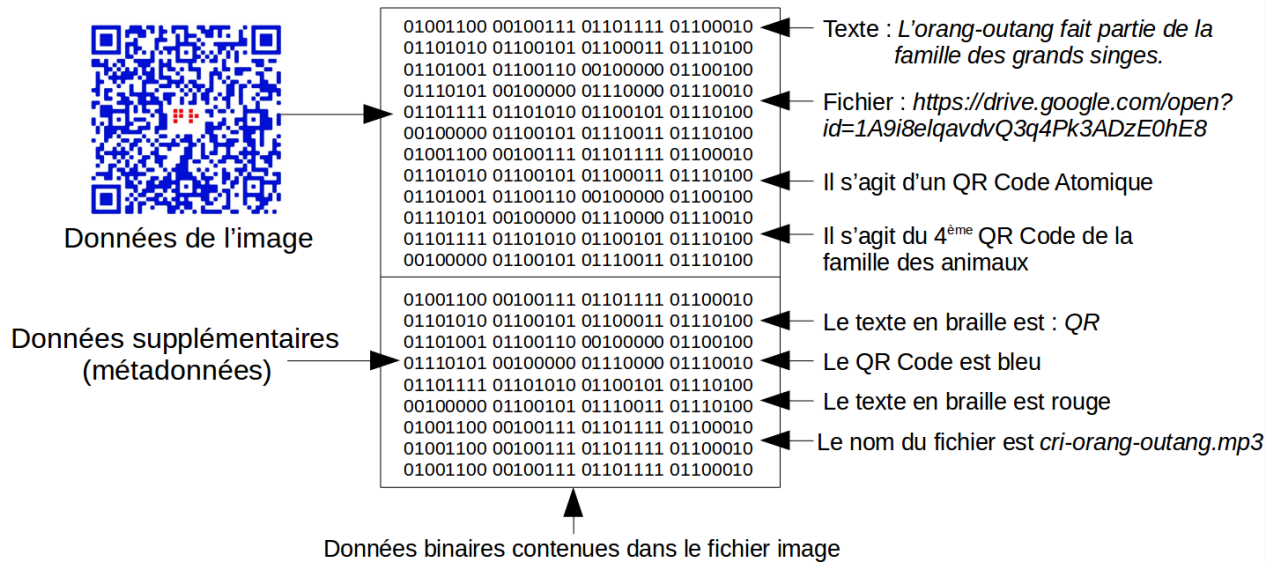 01001100 00100111 01101111 01100010
01101010 01100101 01100011 01110100
01101001 01100110 00100000 01100100
01110101 00100000 01110000 01110010
01101111 01101010 01100101 01110100
00100000 01100101 01110011 01110100
01001100 00100111 01101111 01100010
01101010 01100101 01100011 01110100
01101001 01100110 00100000 01100100
01110101 00100000 01110000 01110010
01101111 01101010 01100101 01110100
00100000 01100101 01110011 01110100
Données de l'image
Texte : L'orang-outang fait partie de la
famille des grands singes.
Fichier : https://drive.google.com/open?
id=1A9i8elqavdvQ3q4Pk3ADzE0hE8
Il s'agit d'un QR Code Atomique
Il s'agit du 4ème QR Code de la
famille des animaux
Données supplémentaires
(métadonnées)
01001100 00100111 01101111 01100010
01101010 01100101 01100011 01110100
01101001 01100110 00100000 01100100
01110101 00100000 01110000 01110010
01101111 01101010 01100101 01110100
00100000 01100101 01110011 01110100
01001100 00100111 01101111 01100010
01001100 00100111 01101111 01100010
01001100 00100111 01101111 01100010
Le texte en braille est : QR
Le QR Code est bleu
Le texte en braille est rouge
Le nom du fichier est cri-orang-outang.mp3
Données binaires contenues dans le fichier image